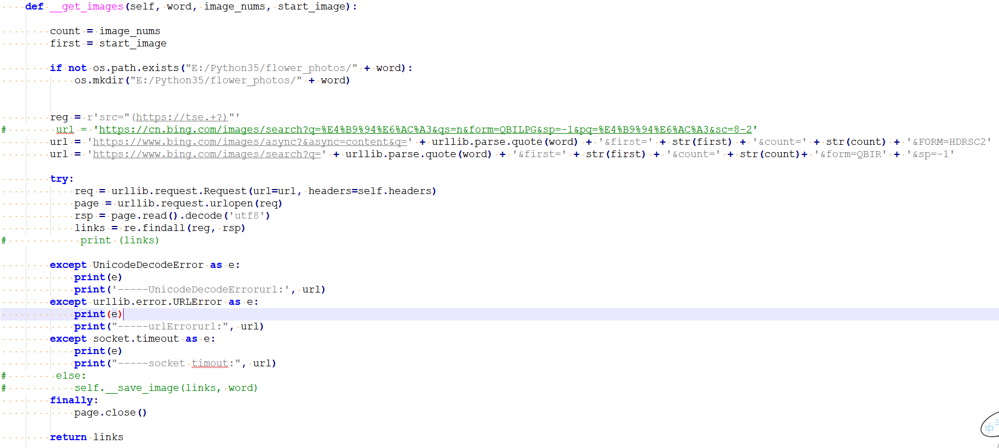 def __get_images(self, word, image_nums, start_image):
count = image_nums
first = start_image
if not os.path.exists("E:/Python35/flower_photos/" + word):
os.mkdir("E:/Python35/flower_photos/" + word)
reg = r'src="(https://tse.+?)"'
# url = 'https://cn.bing.com/images/search?q=%E4%B9%94%E6%AC%A3&qs=n&form=QBILPG&sp=-1&pq=%E4%B9%94%E6%AC%A3&sc=8-2'
url = 'https://www.bing.com/images/async?&async=content&q=' + urllib.parse.quote(word) + '&first=' + str(first) + '&count=' + str(count) + '&FORM=HDRSC2'
url = 'https://www.bing.com/images/search?q=' + urllib.parse.quote(word) + '&first=' + str(first) + '&count=' + str(count)+ '&form=QBIR' + '&sp=-1'
try:
req = urllib.request.Request(url=url, headers=self.headers)
page = urllib.request.urlopen(req)
rsp = page.read().decode('utf8')
links = re.findall(reg, rsp)
# print (links)
except UnicodeDecodeError as e:
print(e)
print('-----UnicodeDecodeErrorurl:', url)
except urllib.error.URLError as e:
print(e)
print("-----urlErrorurl:", url)
except socket.timeout as e:
print(e)
print("-----socket timout:", url)
# else:
# self.__save_image(links, word)
finally:
page.close()
return links
中